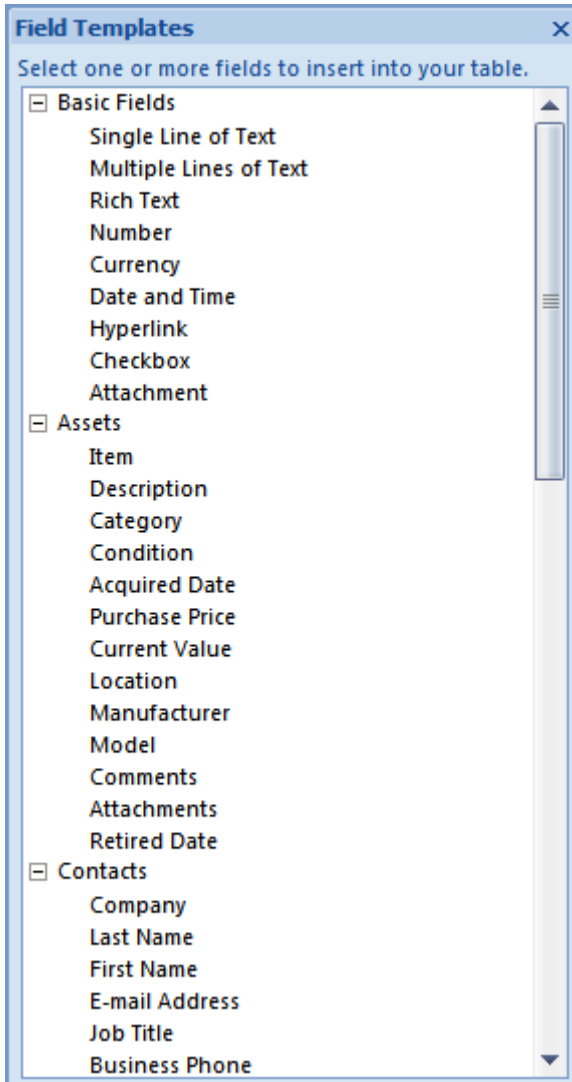 Field Templates
Select one or more fields to insert into your table.
Basic Fields
Single Line of Text
Multiple Lines of Text
Rich Text
Number
Currency
Date and Time
Hyperlink
Checkbox
Attachment
Assets
Item
Description
Category
Condition
Acquired Date
Purchase Price
Current Value
Location
Manufacturer
Model
Comments
Attachments
Retired Date
Contacts
Company
Last Name
First Name
E-mail Address
Job Title
Business Phone